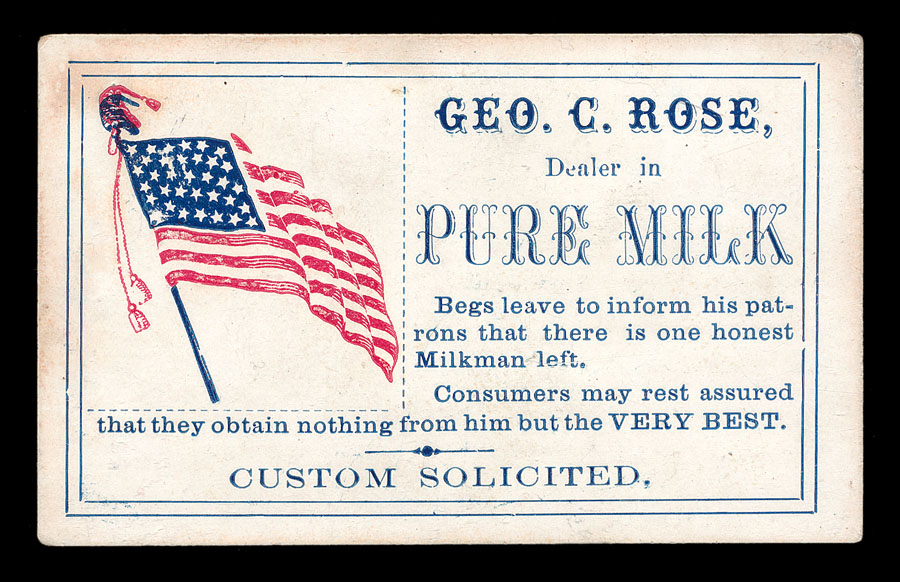 GEO. C. ROSE,
Dealer in
PURE MILK
Begs leave to inform his pat-
rons that there is one honest
Milkman left.
Consumers may rest assured
that they obtain nothing from him but the VERY BEST.
CUSTOM SOLICITED.